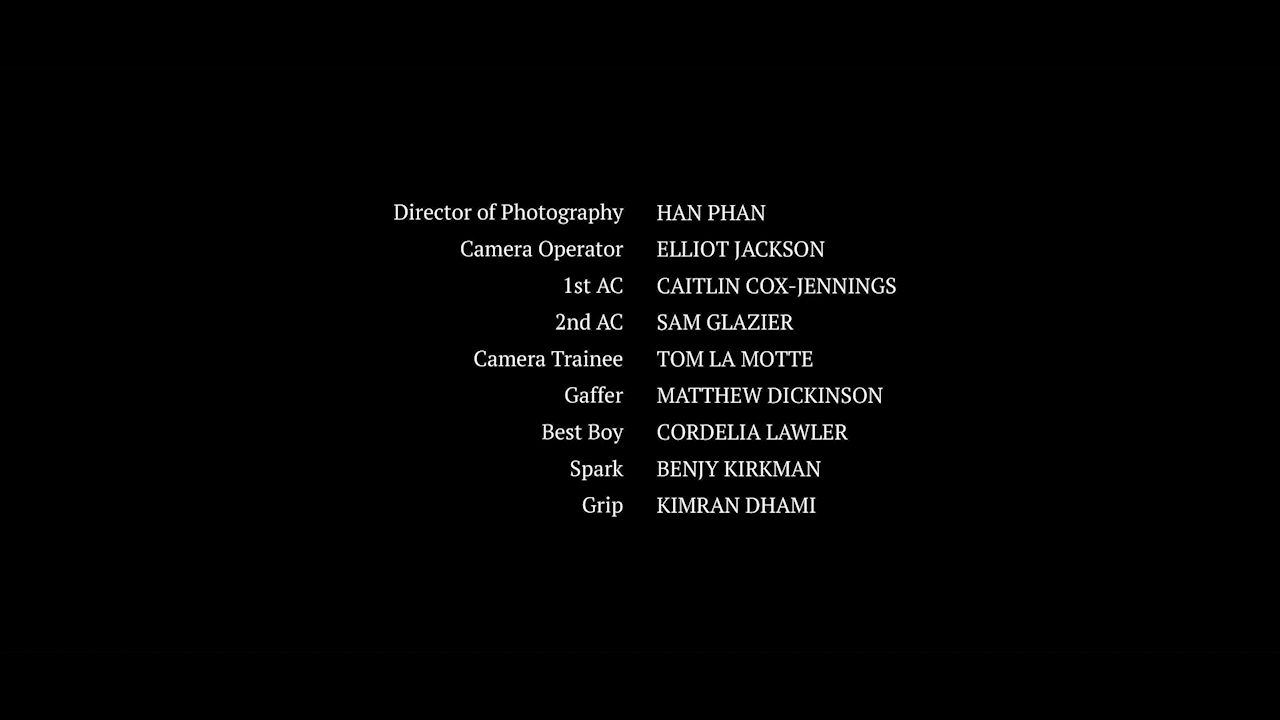 Director of Photography HAN PHAN
Camera Operator ELLIOT JACKSON
1st AC CAITLIN COX-JENNINGS
2nd AC SAM GLAZIER
Camera Trainee TOM LA MOTTE
Gaffer MATTHEW DICKINSON
Best Boy CORDELIA LAWLER
Spark BENJY KIRKMAN
Grip KIMRAN DHAMI